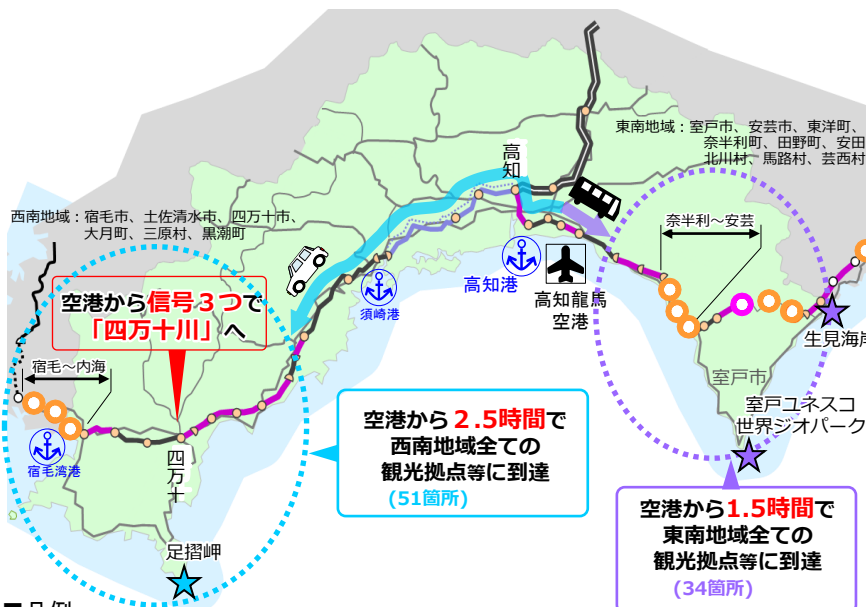 東南地域：室戸市、安芸市、東洋町、
奈半利町、田野町、安田
北川村、馬路村、芸西村
高知
西南地域：宿毛市、土佐清水市、四万十市、
大月町、三原村、黒潮町
奈半利～安芸
空港から信号３つで
「四万十川」へ
須崎港
高知港
高知龍馬
空港
生見海岸
宿毛～内海
室戸市
室戸ユネスコ
世界ジオパーク
空港から２.５時間で
西南地域全ての
観光拠点等に到達
(51箇所)
宿毛湾港
四万十
空港から1.5時間で
東南地域全ての
観光拠点等に到達
(34箇所)
足摺岬